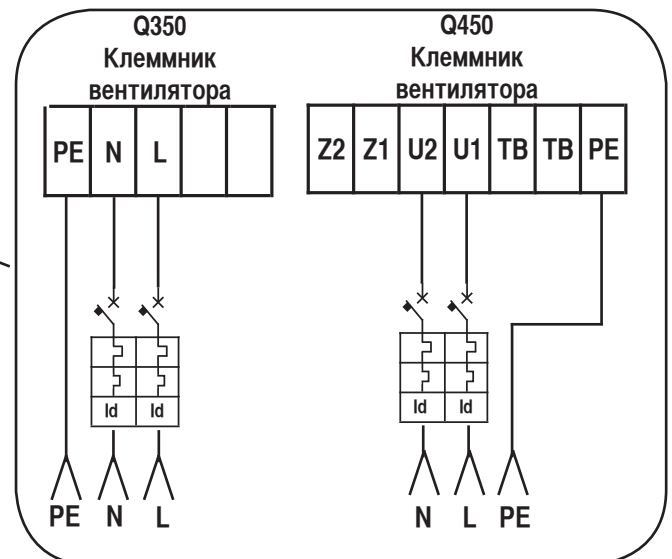 Q350
Клеммник
вентилятора
PE N L
Id Id
PE N L
Q450
Клеммник
вентилятора
Z2 Z1 U2 U1 TB TB PE
Id Id
N L PE